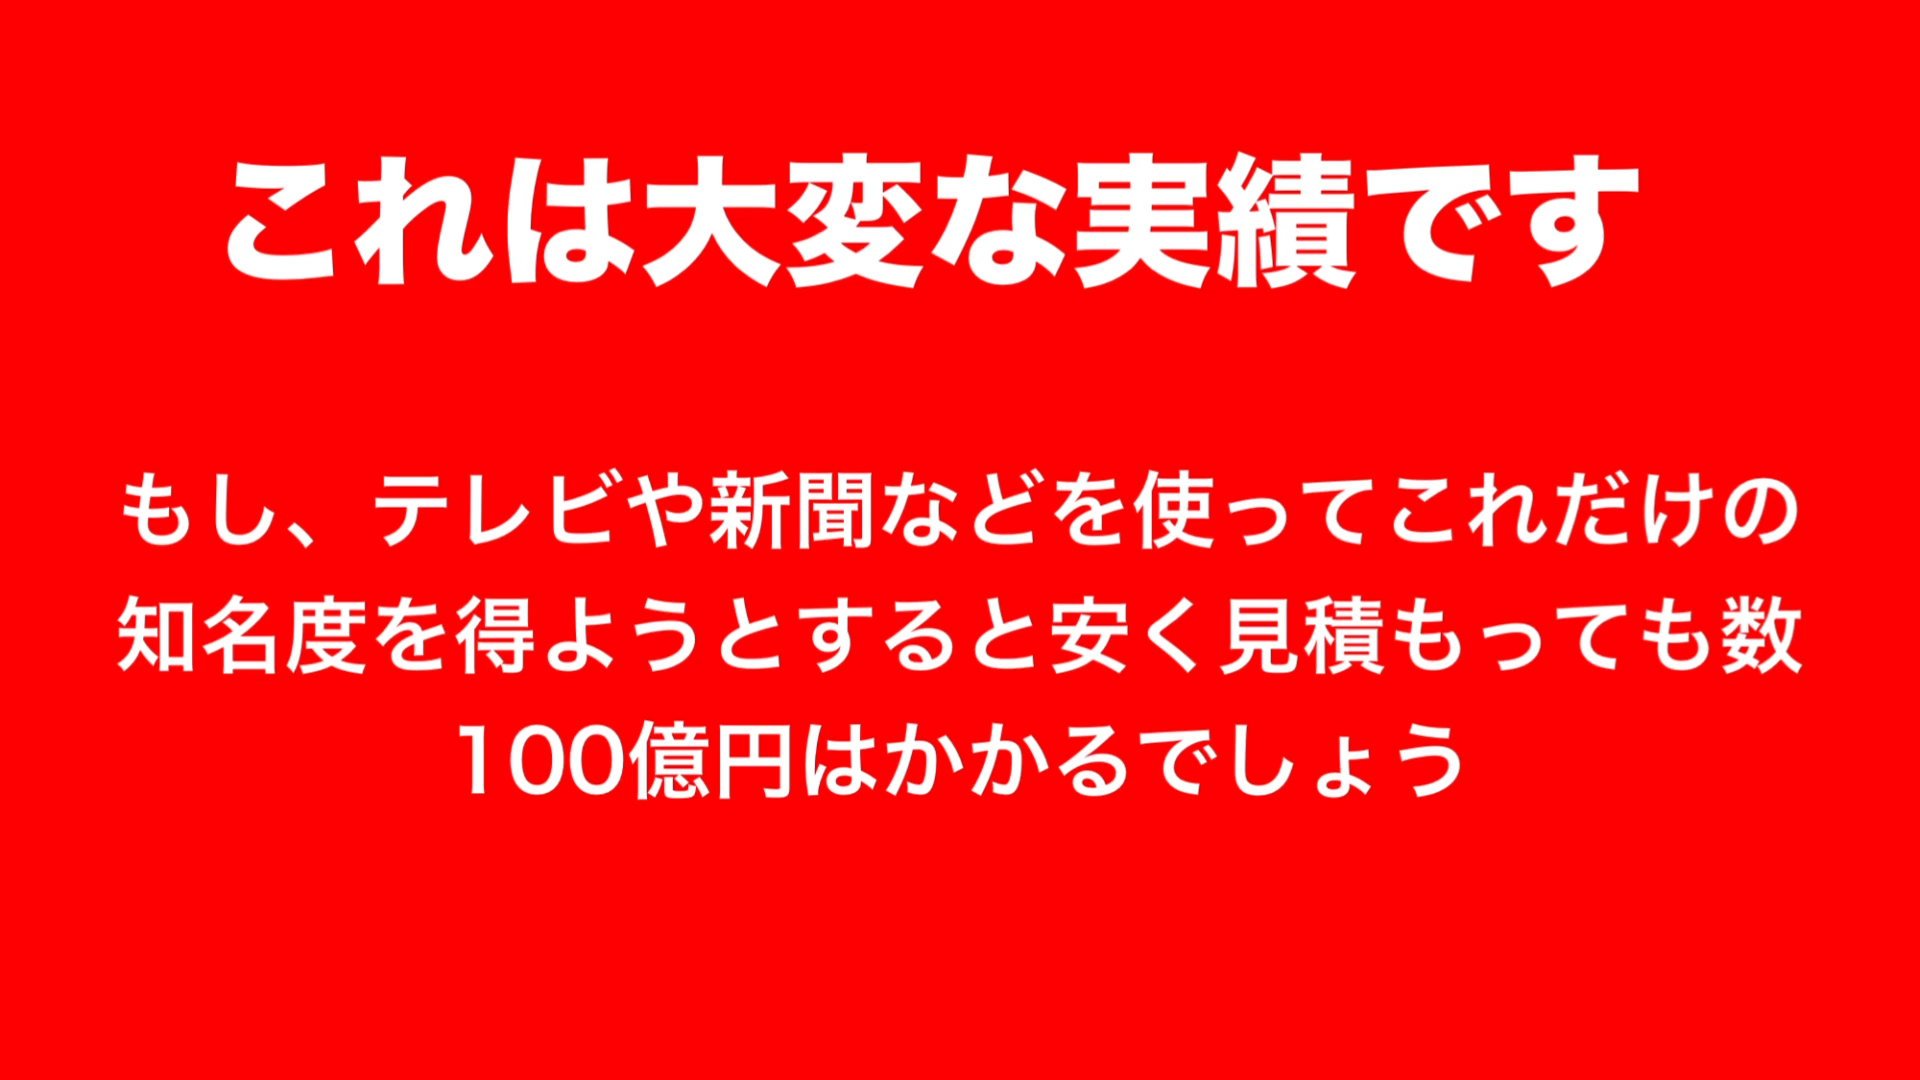 これは大変な実績です
もし、テレビや新聞などを使ってこれだけの
知名度を得ようとすると安く見積もっても数
100億円はかかるでしょう